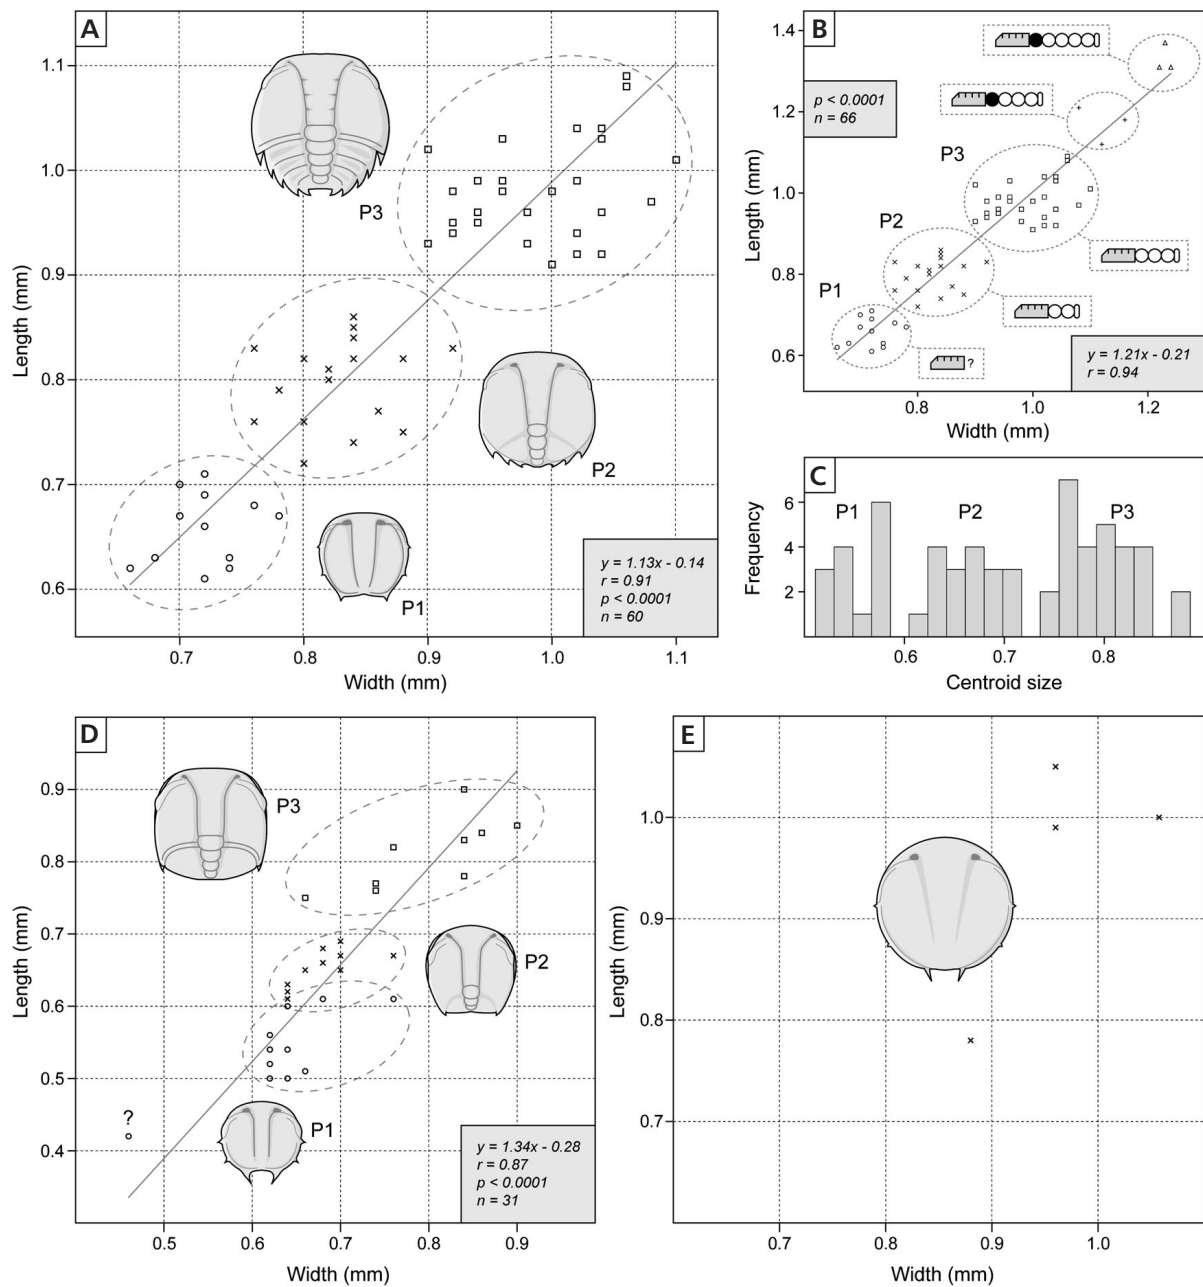 A
1.1
1.0
0.9
0.8
0.7
0.6
Length (mm)
P3
P2
P1
y = 1.13x - 0.14
r = 0.91
p < 0.0001
n = 60
0.7 0.8 0.9 1.0 1.1
Width (mm)
B
1.4
1.2
1.0
0.8
0.6
Length (mm)
p < 0.0001
n = 66
P3
P2
P1
?
y = 1.21x - 0.21
r = 0.94
0.8 1.0 1.2
Width (mm)
C
6
4
2
Frequency
P1 P2 P3
0.6 0.7 0.8
Centroid size
D
0.9
0.8
0.7
0.6
0.5
0.4
Length (mm)
P3
P2
P1
?
y = 1.34x - 0.28
r = 0.87
p < 0.0001
n = 31
0.5 0.6 0.7 0.8 0.9
Width (mm)
E
1.0
0.9
0.8
0.7
Length (mm)
0.7 0.8 0.9 1.0
Width (mm)